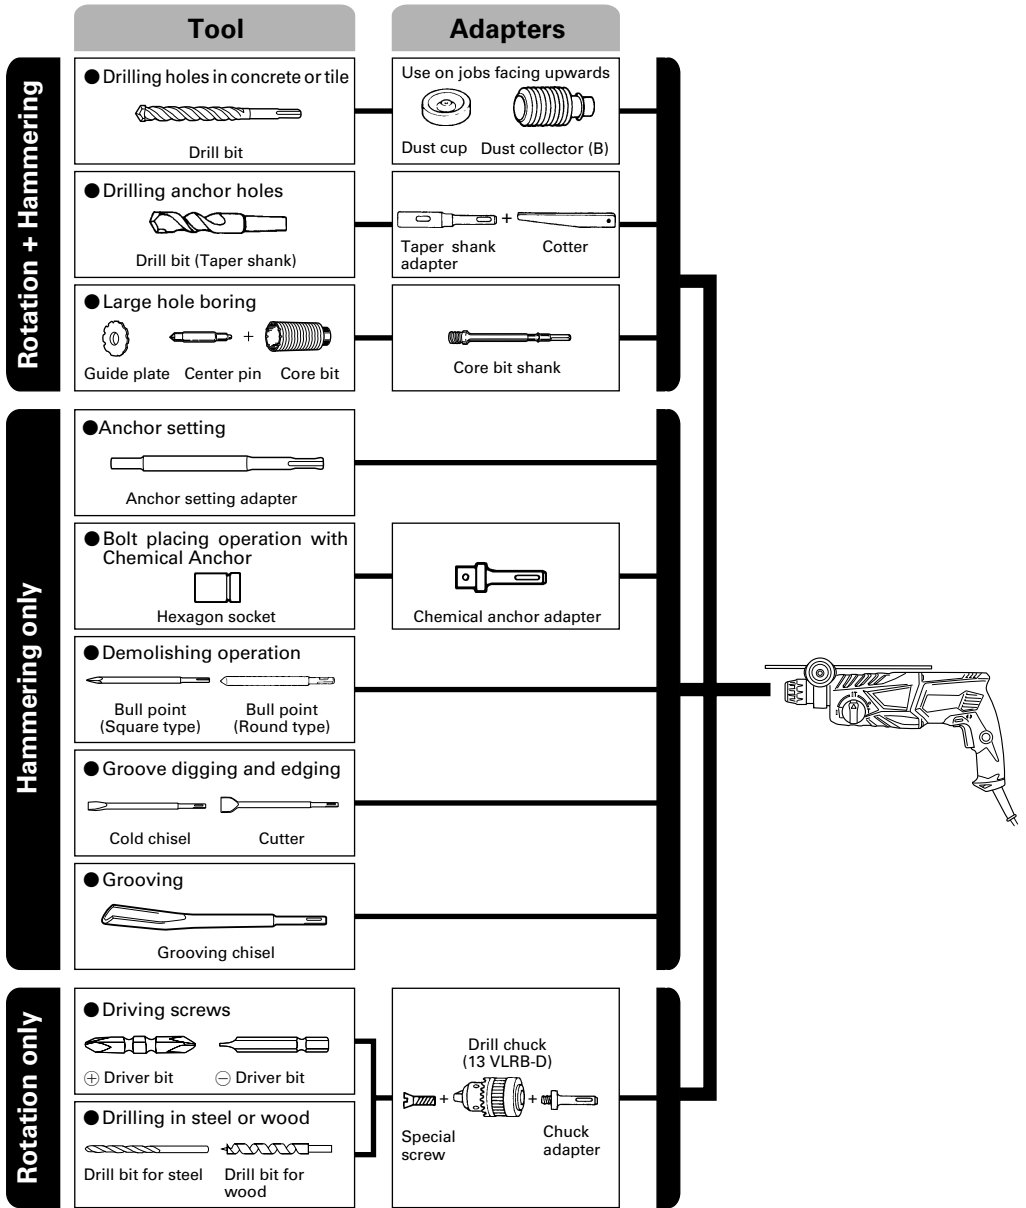 Tool
Adapters
Rotation + Hammering
● Drilling holes in concrete or tile
Drill bit
Use on jobs facing upwards
Dust cup
Dust collector (B)
● Drilling anchor holes
Drill bit (Taper shank)
+
Taper shank
adapter
Cotter
● Large hole boring
+
Guide plate
Center pin
Core bit
Core bit shank
Hammering only
●Anchor setting
Anchor setting adapter
● Bolt placing operation with
Chemical Anchor
Hexagon socket
Chemical anchor adapter
● Demolishing operation
Bull point
(Square type)
Bull point
(Round type)
● Groove digging and edging
Cold chisel
Cutter
● Grooving
Grooving chisel
Rotation only
● Driving screws
⊕ Driver bit
⊖ Driver bit
● Drilling in steel or wood
Drill bit for steel
Drill bit for
wood
Drill chuck
(13 VLRB-D)
+
+
Special
screw
Chuck
adapter